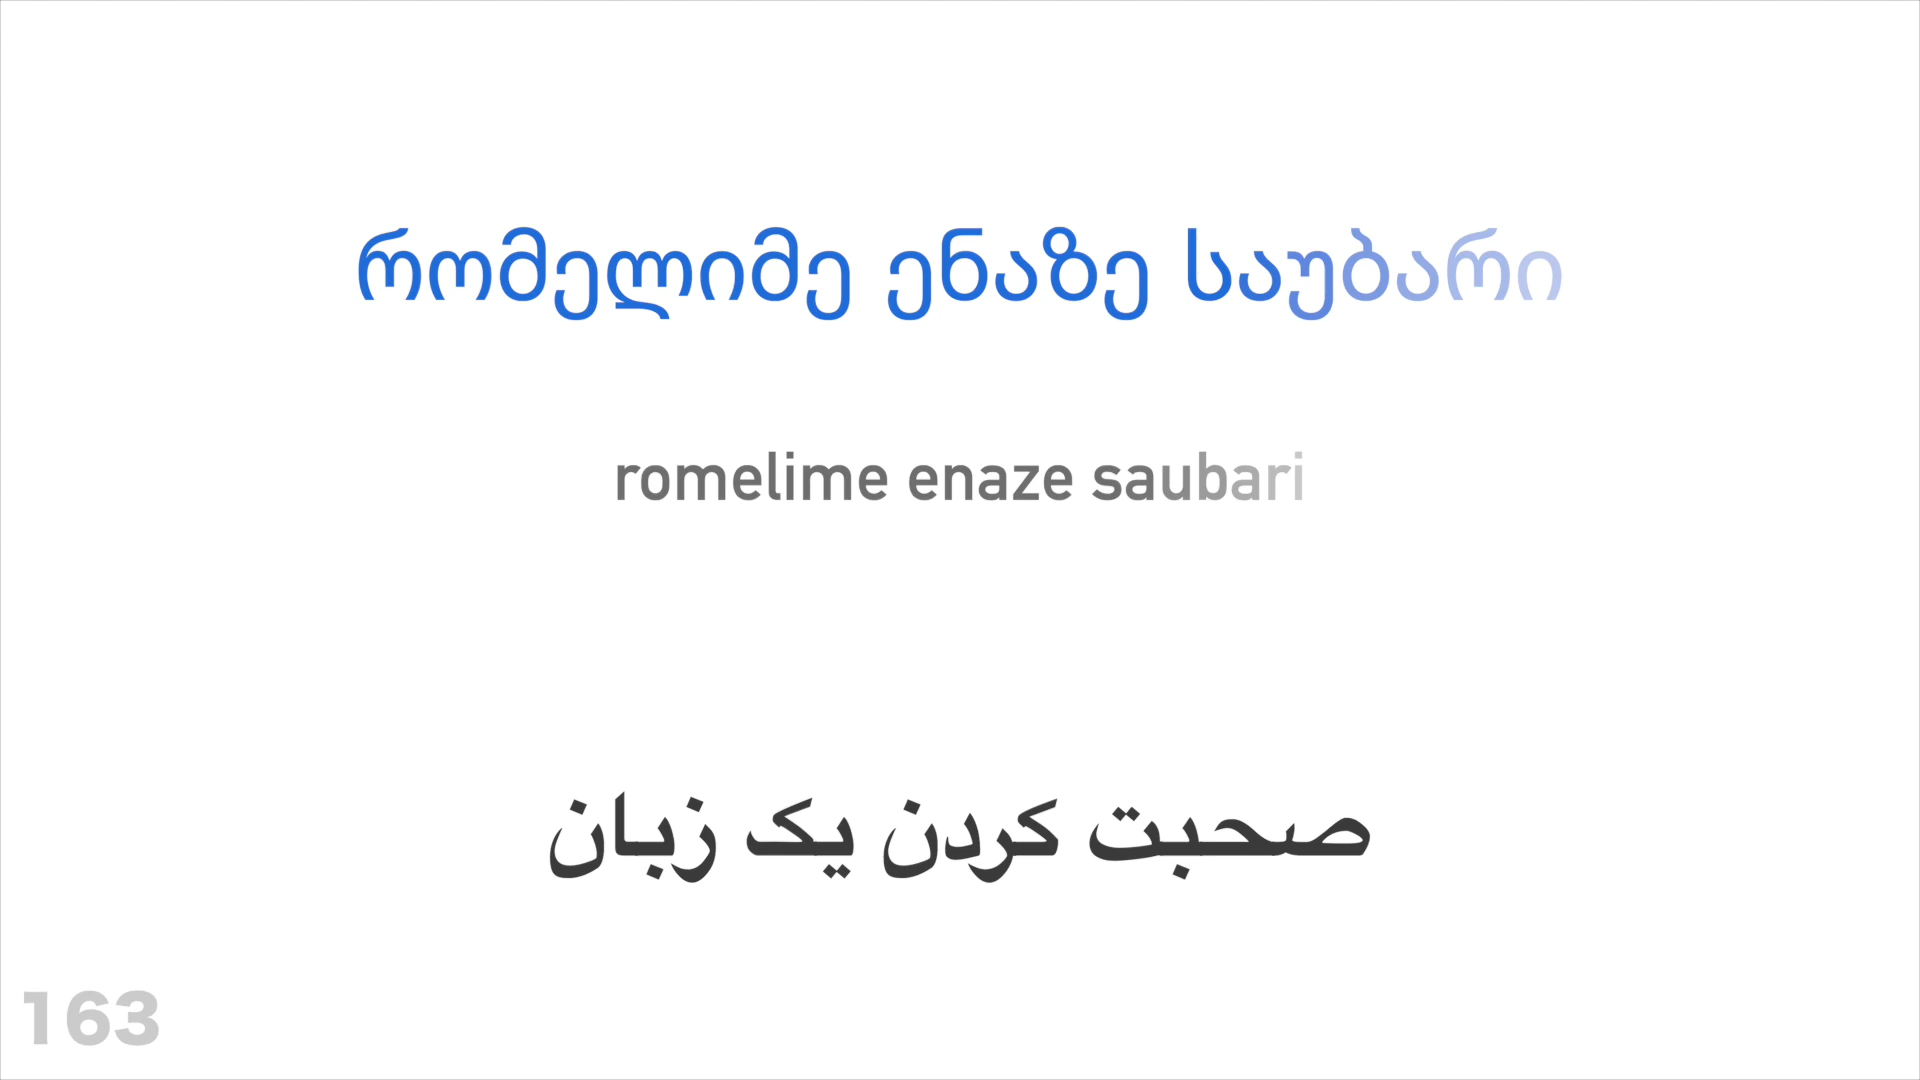 რომელიმე ენაზე საუბარი
romelime enaze saubari
صحبت کردن یک زبان
163